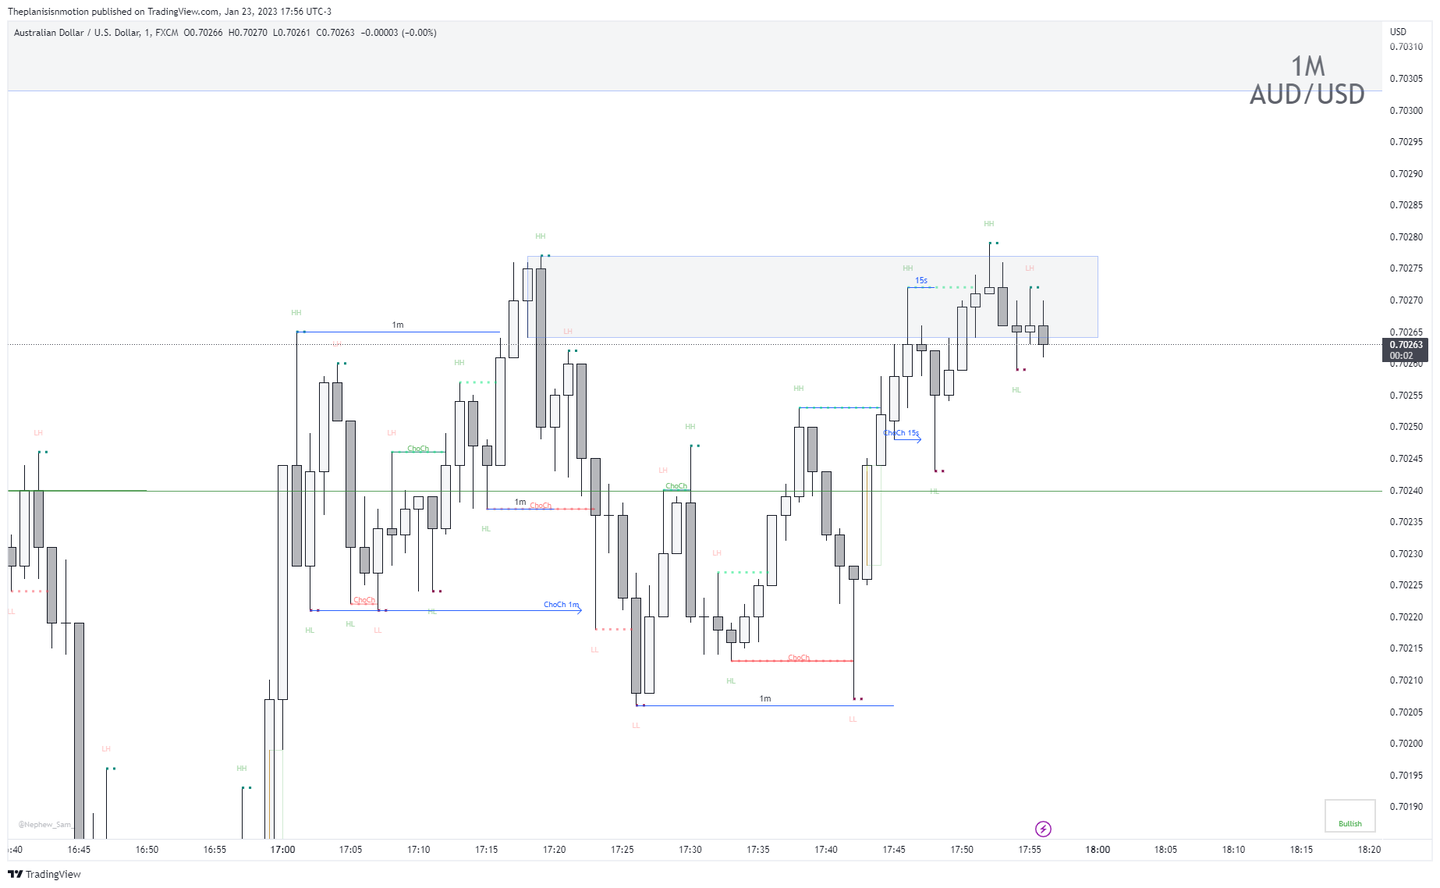 Theplanisisnmotion published on TradingView.com, Jan 23, 2023 17:56 UTC-3
Australian Dollar / U.S. Dollar, 1, FXCM O0.70266 H0.70270 L0.70261 C0.70263 −0.00003 (−0.00%)
USD
1M
AUD/USD
0.70310
0.70305
0.70300
0.70295
0.70290
0.70285
0.70280
0.70275
0.70270
0.70265
0.70263
00:02
0.70260
0.70255
0.70250
0.70245
0.70240
0.70235
0.70230
0.70225
0.70220
0.70215
0.70210
0.70205
0.70200
0.70195
0.70190
HH
HH
HH
15s
LH
HH
1m
LH
LH
HH
HL
HH
LH
LH
HH
ChoCh 15s
ChoCh
LH
ChoCh
HL
1m
ChoCh
HL
LH
ChoCh
LL
HL
ChoCh 1m
HL
HL
LL
LL
ChoCh
HL
1m
LL
LL
LH
HH
@Nephew_Sam_
Bullish
:40
16:45
16:50
16:55
17:00
17:05
17:10
17:15
17:20
17:25
17:30
17:35
17:40
17:45
17:50
17:55
18:00
18:05
18:10
18:15
18:20
TradingView